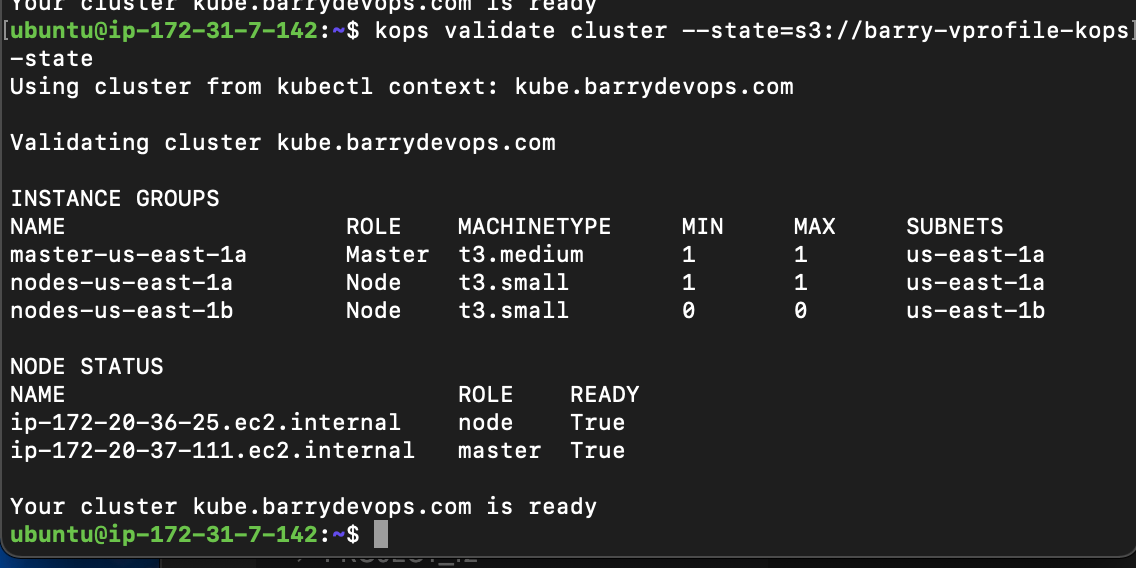 Your cluster kube.barrydevops.com is ready
[ubuntu@ip-172-31-7-142:~$ kops validate cluster --state=s3://barry-vprofile-kops]
-state
Using cluster from kubectl context: kube.barrydevops.com
Validating cluster kube.barrydevops.com
INSTANCE GROUPS
NAME ROLE MACHINETYPE MIN MAX SUBNETS
master-us-east-1a Master t3.medium 1 1 us-east-1a
nodes-us-east-1a Node t3.small 1 1 us-east-1a
nodes-us-east-1b Node t3.small 0 0 us-east-1b
NODE STATUS
NAME ROLE READY
ip-172-20-36-25.ec2.internal node True
ip-172-20-37-111.ec2.internal master True
Your cluster kube.barrydevops.com is ready
ubuntu@ip-172-31-7-142:~$